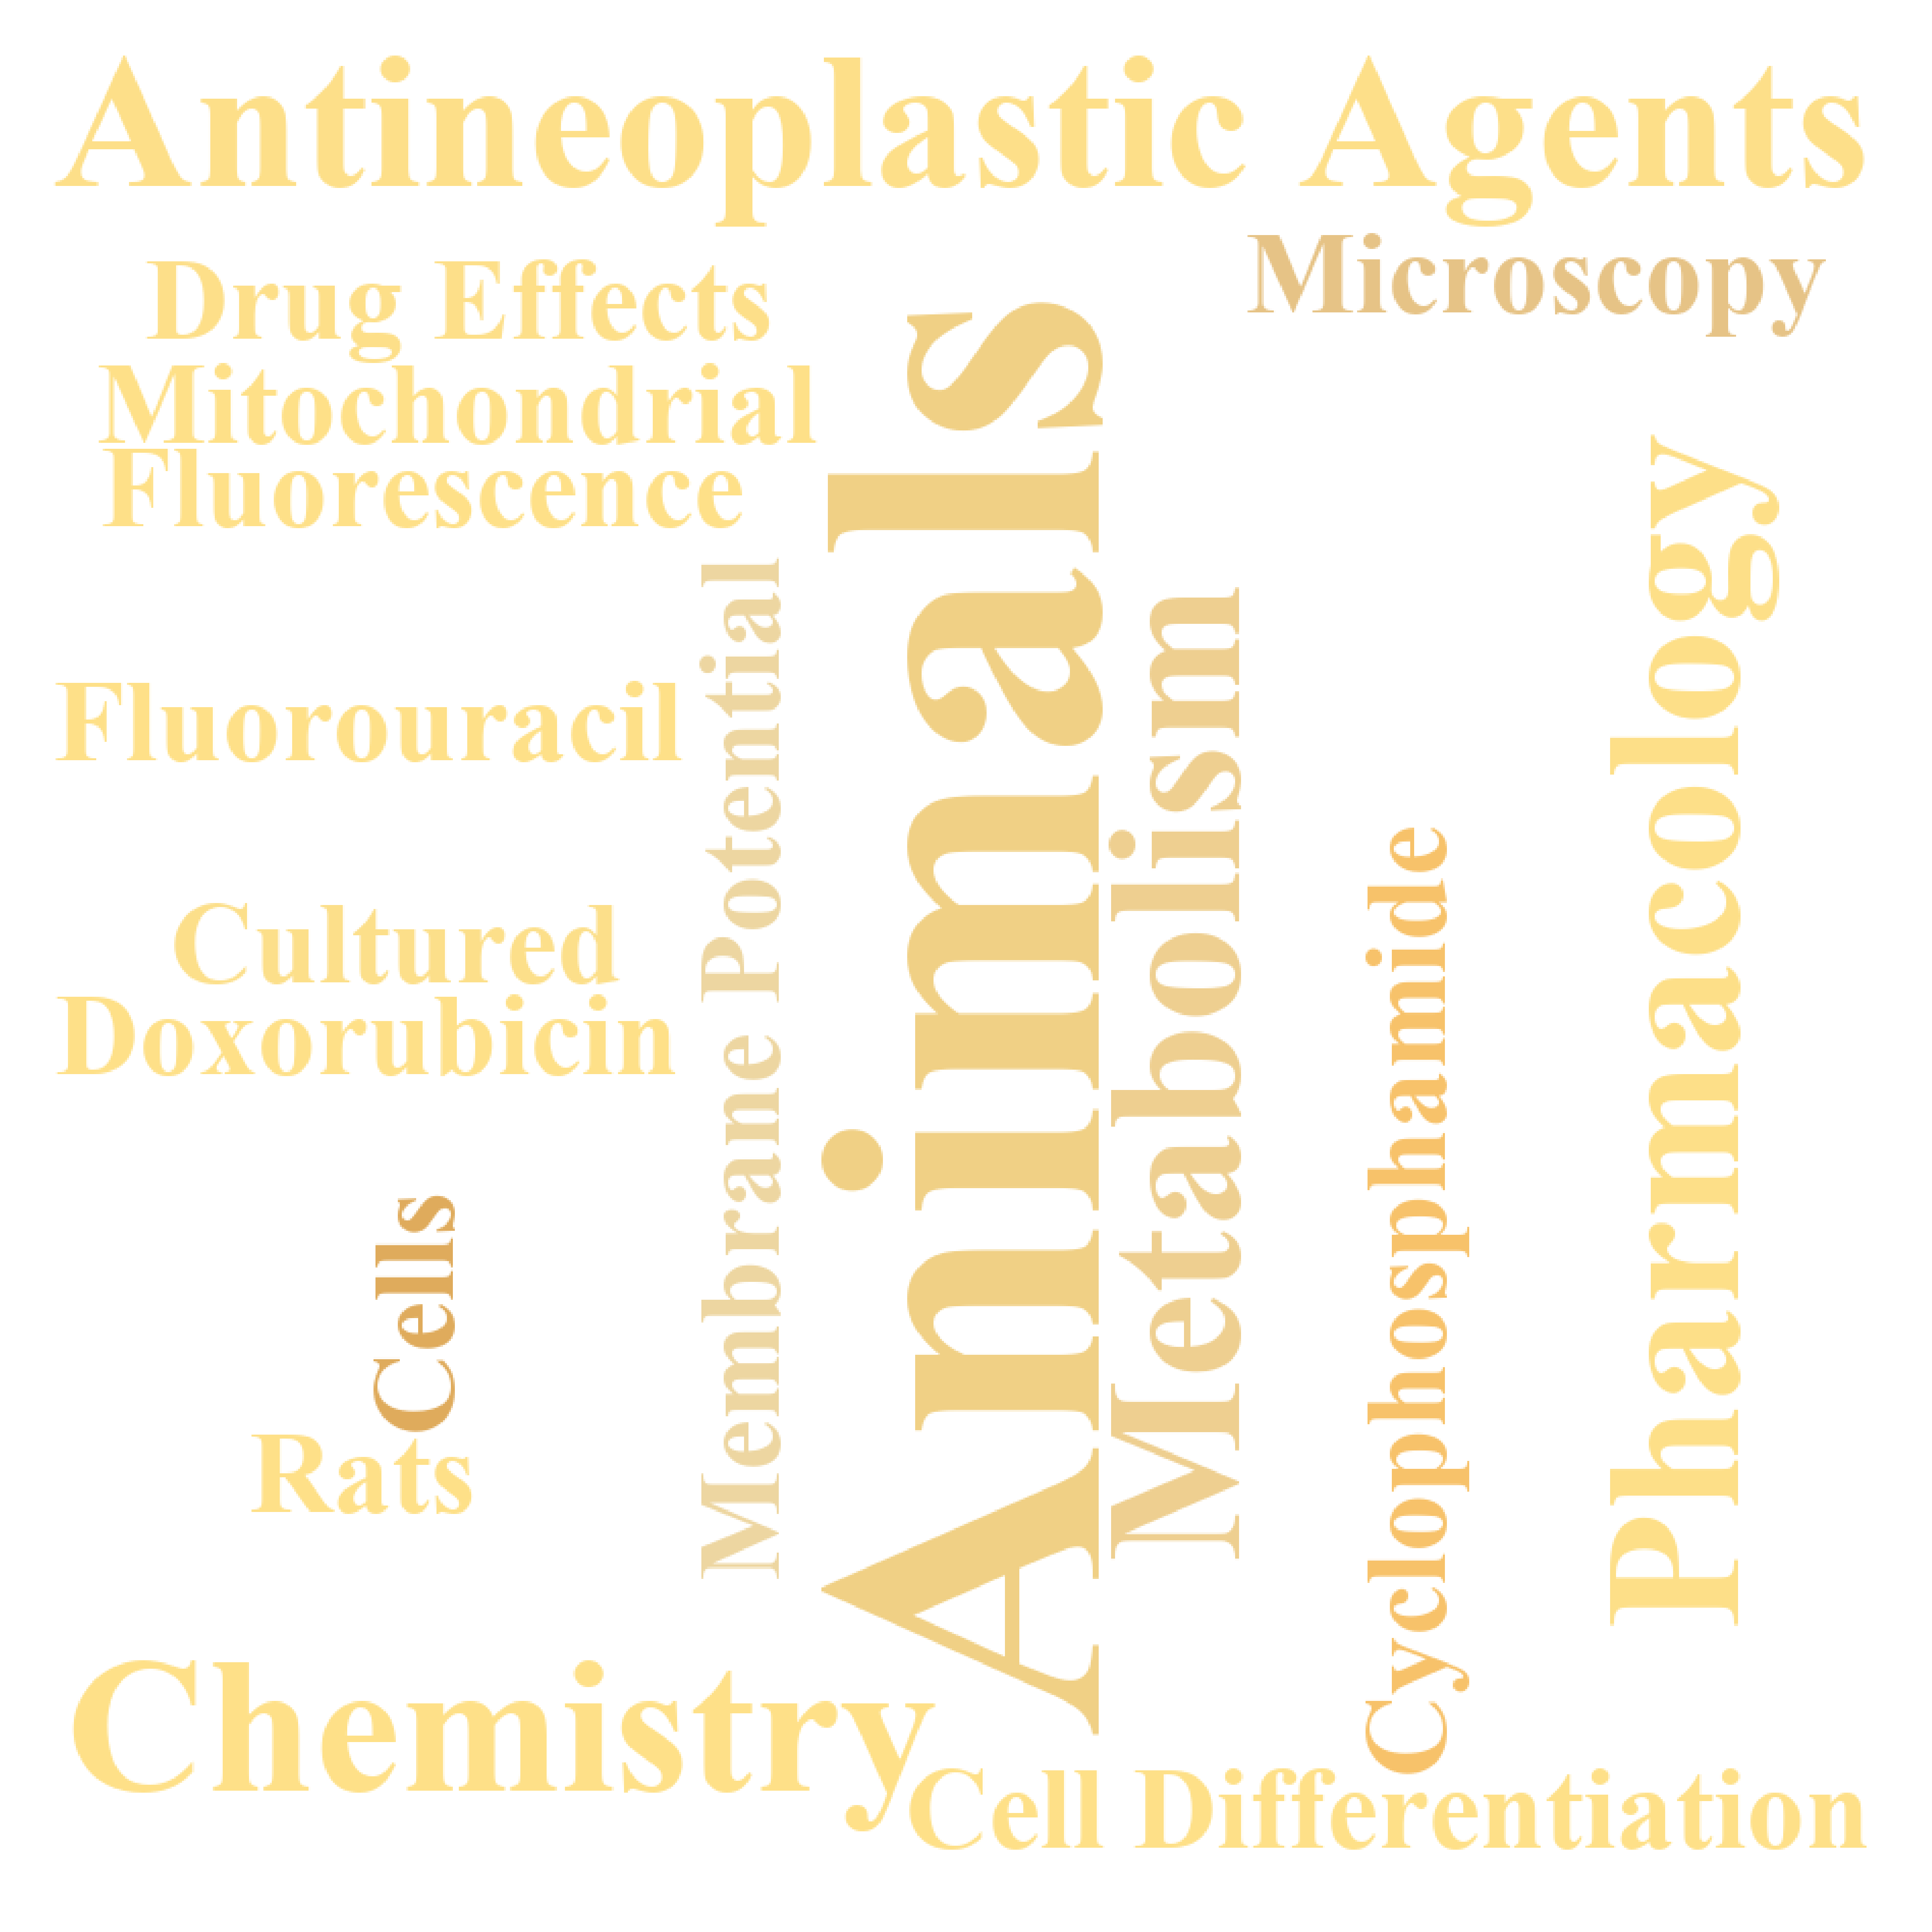 Antineoplastic Agents
Microscopy
Drug Effects
Mitochondrial
Fluorescence
Fluorouracil
Cultured
Doxorubicin
Cells
Rats
Membrane Potential
Animals
Metabolism
Cyclophosphamide
Pharmacology
Chemistry
Cell Differentiation